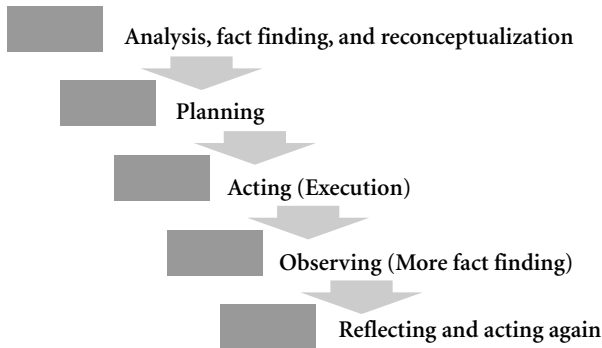 Analysis, fact finding, and reconceptualization
Planning
Acting (Execution)
Observing (More fact finding)
Reflecting and acting again